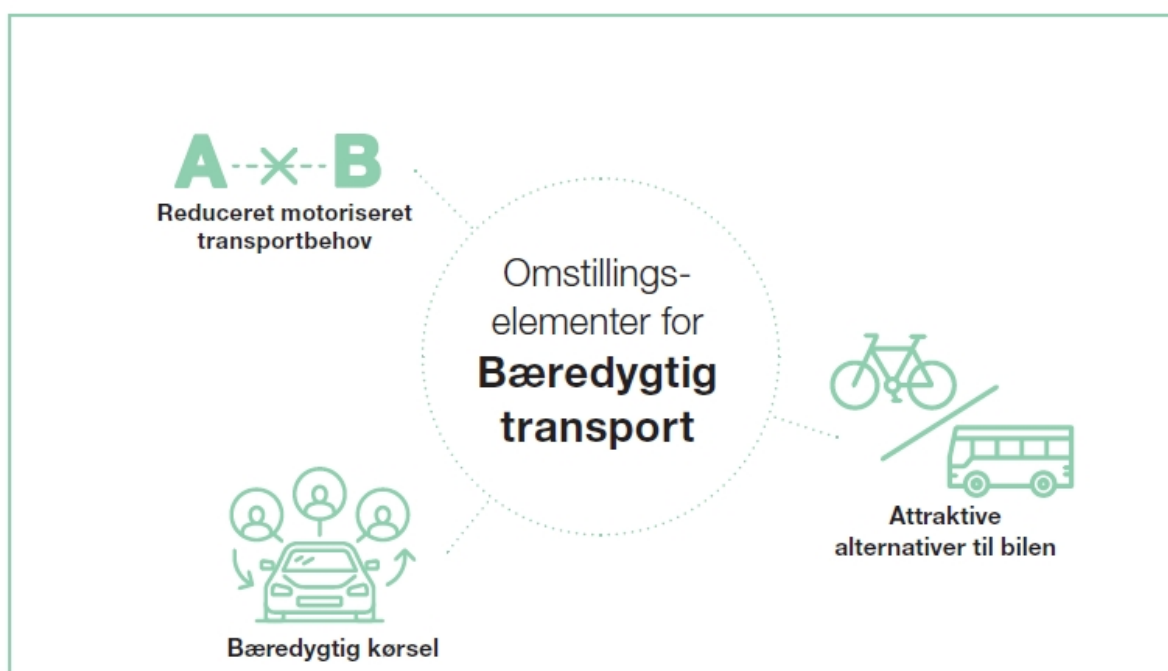 A B
Reduceret motoriseret
transportbehov
Omstillings-
elementer for
Bæredygtig
transport
Attraktive
alternativer til bilen
Bæredygtig kørsel